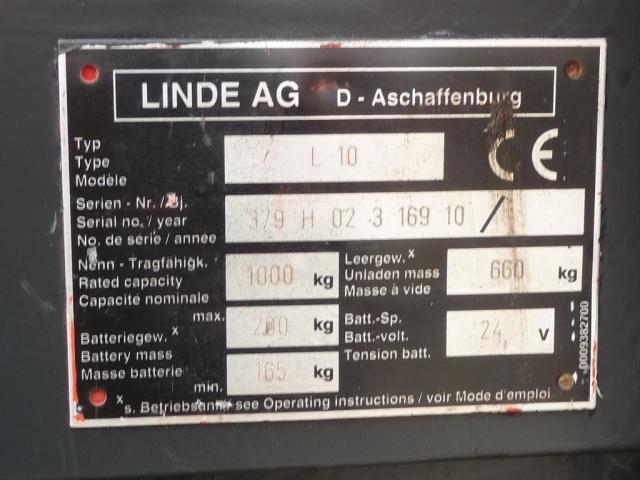 LINDE AG D - Aschaffenburg
Typ
Type
Modèle
L 10
CE
Serien - Nr. / Bj.
Serial no. / year
No. de série / année
379 H 02 3 169 10 /
Nenn - Tragfähigk.
Rated capacity
Capacité nominale
1000 kg
Leergew. x
Unladen mass
Masse à vide
660 kg
Batteriegew. x
Battery mass
Masse batterie
max. 200 kg
min. 165 kg
Batt.-Sp.
Batt.-volt.
Tension batt.
24 V
0009382700
x s. see Operating instructions / voir Mode d'emploi